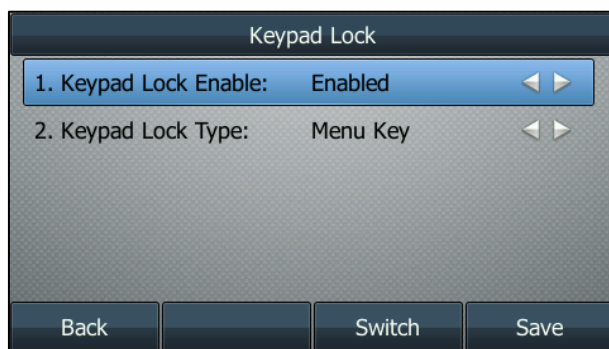 Keypad Lock
1. Keypad Lock Enable: Enabled
2. Keypad Lock Type: Menu Key
Back Switch Save